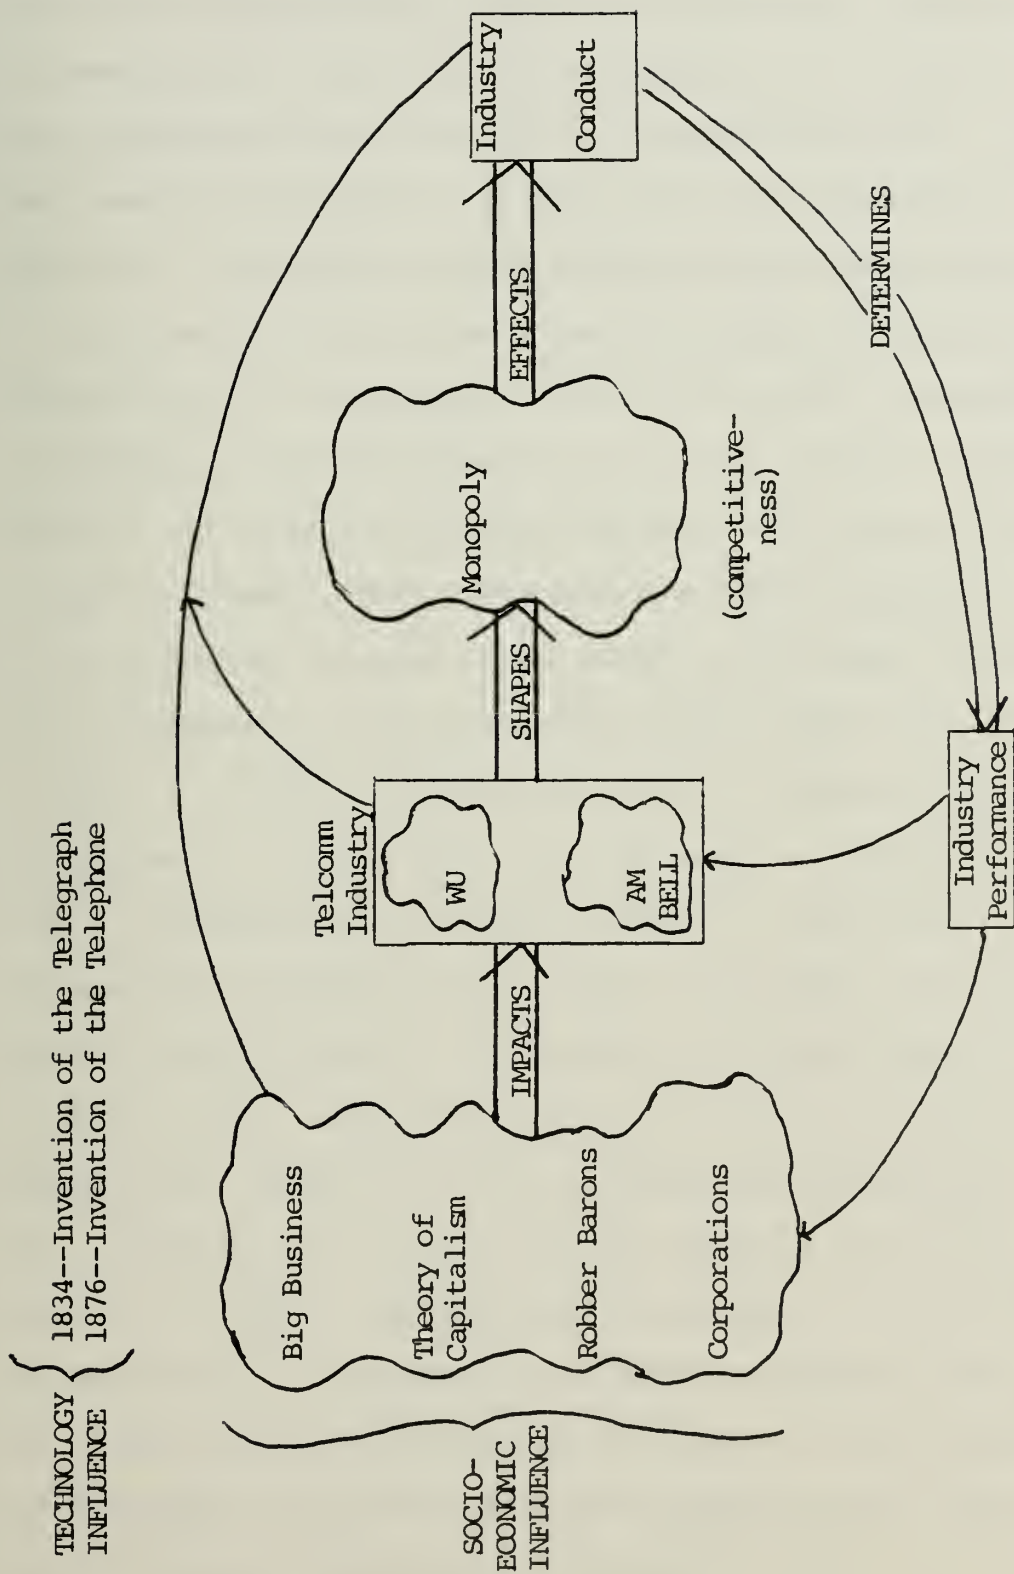 TECHNOLOGY
INFLUENCE
1834--Invention of the Telegraph
1876--Invention of the Telephone
SOCIO-
ECONOMIC
INFLUENCE
Big Business
Theory of
Capitalism
Robber Barons
Corporations
IMPACTS
Telcomm
Industry
WU
AM
BELL
SHAPES
Monopoly
(competitive-
ness)
EFFECTS
Industry
Conduct
DETERMINES
Industry
Performance